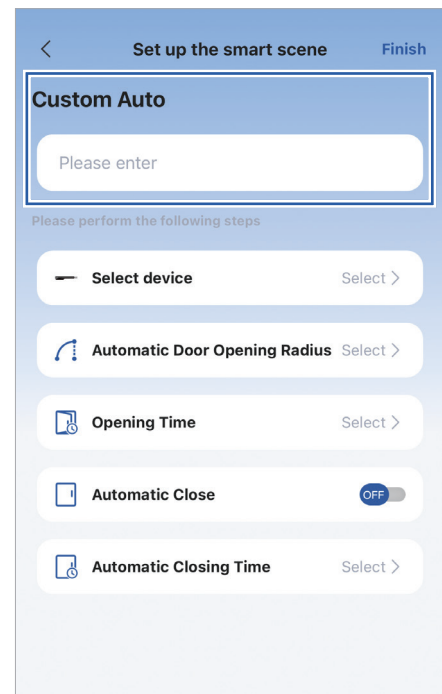 Set up the smart scene Finish
Custom Auto
Please enter
Please perform the following steps
Select device Select >
Automatic Door Opening Radius Select >
Opening Time Select >
Automatic Close OFF
Automatic Closing Time Select >